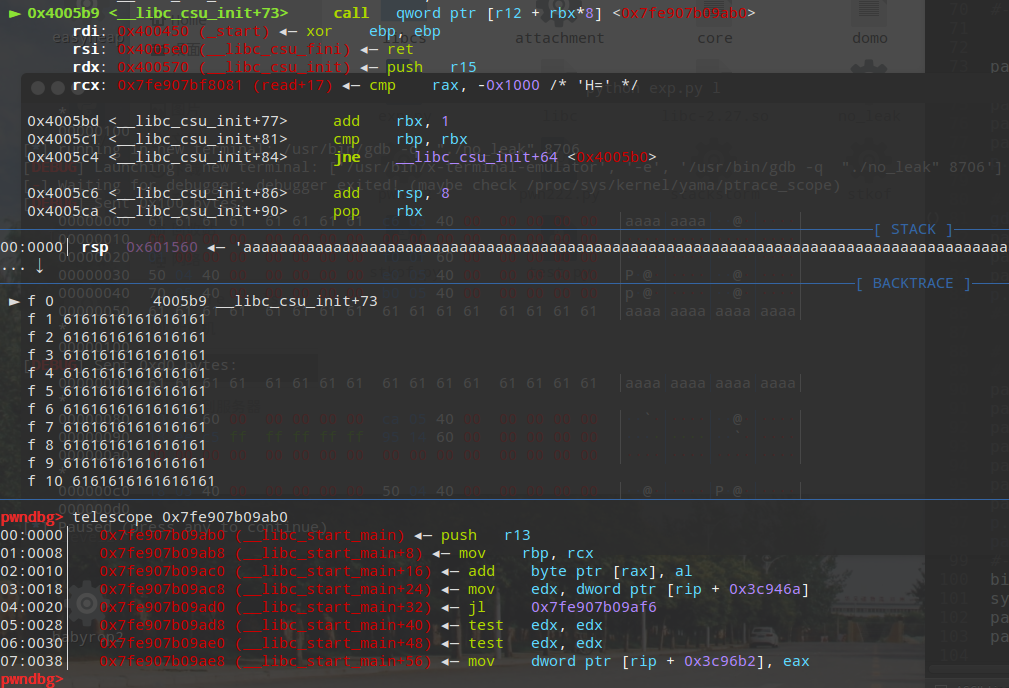 ► 0x4005b9 <__libc_csu_init+73> call qword ptr [r12 + rbx*8] <0x7fe907b09ab0>
rdi: 0x400450 (_start) ◂— xor ebp, ebp
attachment core domo
rsi: 0x4005e0 (__libc_csu_fini) ◂— ret
rdx: 0x400570 (__libc_csu_init) ◂— push r15
rcx: 0x7fe907bf8081 (read+17) ◂— cmp rax, -0x1000 /* 'H=' */
python exp.py 1
0x4005bd <__libc_csu_init+77> add rbx, 1
0x4005c1 <__libc_csu_init+81> cmp rbp, rbx
0x4005c4 <__libc_csu_init+84> jne __libc_csu_init+64 <0x4005b0>
0x4005c6 <__libc_csu_init+86> add rsp, 8
0x4005ca <__libc_csu_init+90> pop rbx
[ STACK ]
00:0000│ rsp 0x601560 ◂— 'aaaaaaaaaaaaaaaaaaaaaaaaaaaaaaaaaaaaaaaaaaaaaaaaaaaaaaaaaaaaaaaaaaaaaaaaaaaaaaaaaaaaa
... ↓
[ BACKTRACE ]
► f 0 4005b9 __libc_csu_init+73
f 1 6161616161616161
f 2 6161616161616161
f 3 6161616161616161
f 4 6161616161616161
f 5 6161616161616161
f 6 6161616161616161
f 7 6161616161616161
f 8 6161616161616161
f 9 6161616161616161
f 10 6161616161616161
pwndbg> telescope 0x7fe907b09ab0
00:0000│ 0x7fe907b09ab0 (__libc_start_main) ◂— push r13
01:0008│ 0x7fe907b09ab8 (__libc_start_main+8) ◂— mov rbp, rcx
02:0010│ 0x7fe907b09ac0 (__libc_start_main+16) ◂— add byte ptr [rax], al
03:0018│ 0x7fe907b09ac8 (__libc_start_main+24) ◂— mov edx, dword ptr [rip + 0x3c946a]
04:0020│ 0x7fe907b09ad0 (__libc_start_main+32) ◂— jl 0x7fe907b09af6
05:0028│ 0x7fe907b09ad8 (__libc_start_main+40) ◂— test edx, edx
06:0030│ 0x7fe907b09ae0 (__libc_start_main+48) ◂— test edx, edx
07:0038│ 0x7fe907b09ae8 (__libc_start_main+56) ◂— mov dword ptr [rip + 0x3c96b2], eax
pwndbg>